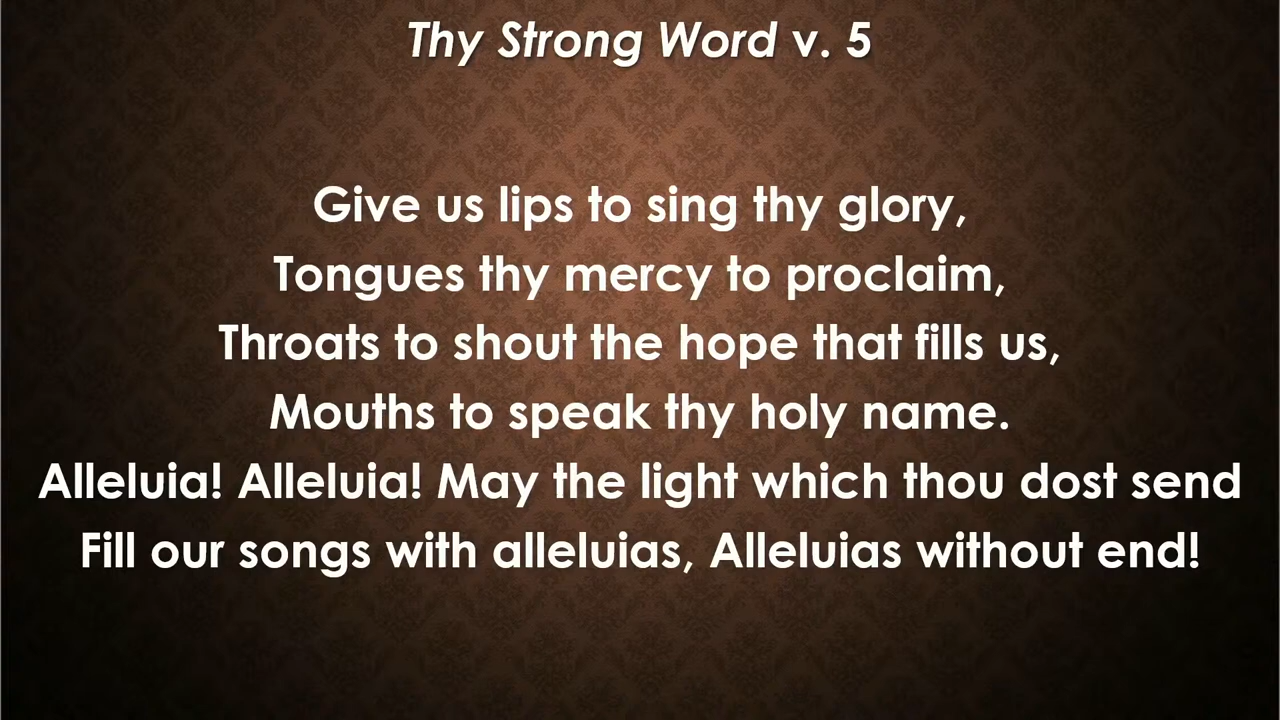 Thy Strong Word v. 5
Give us lips to sing thy glory,
Tongues thy mercy to proclaim,
Throats to shout the hope that fills us,
Mouths to speak thy holy name.
Alleluia! Alleluia! May the light which thou dost send
Fill our songs with alleluias, Alleluias without end!